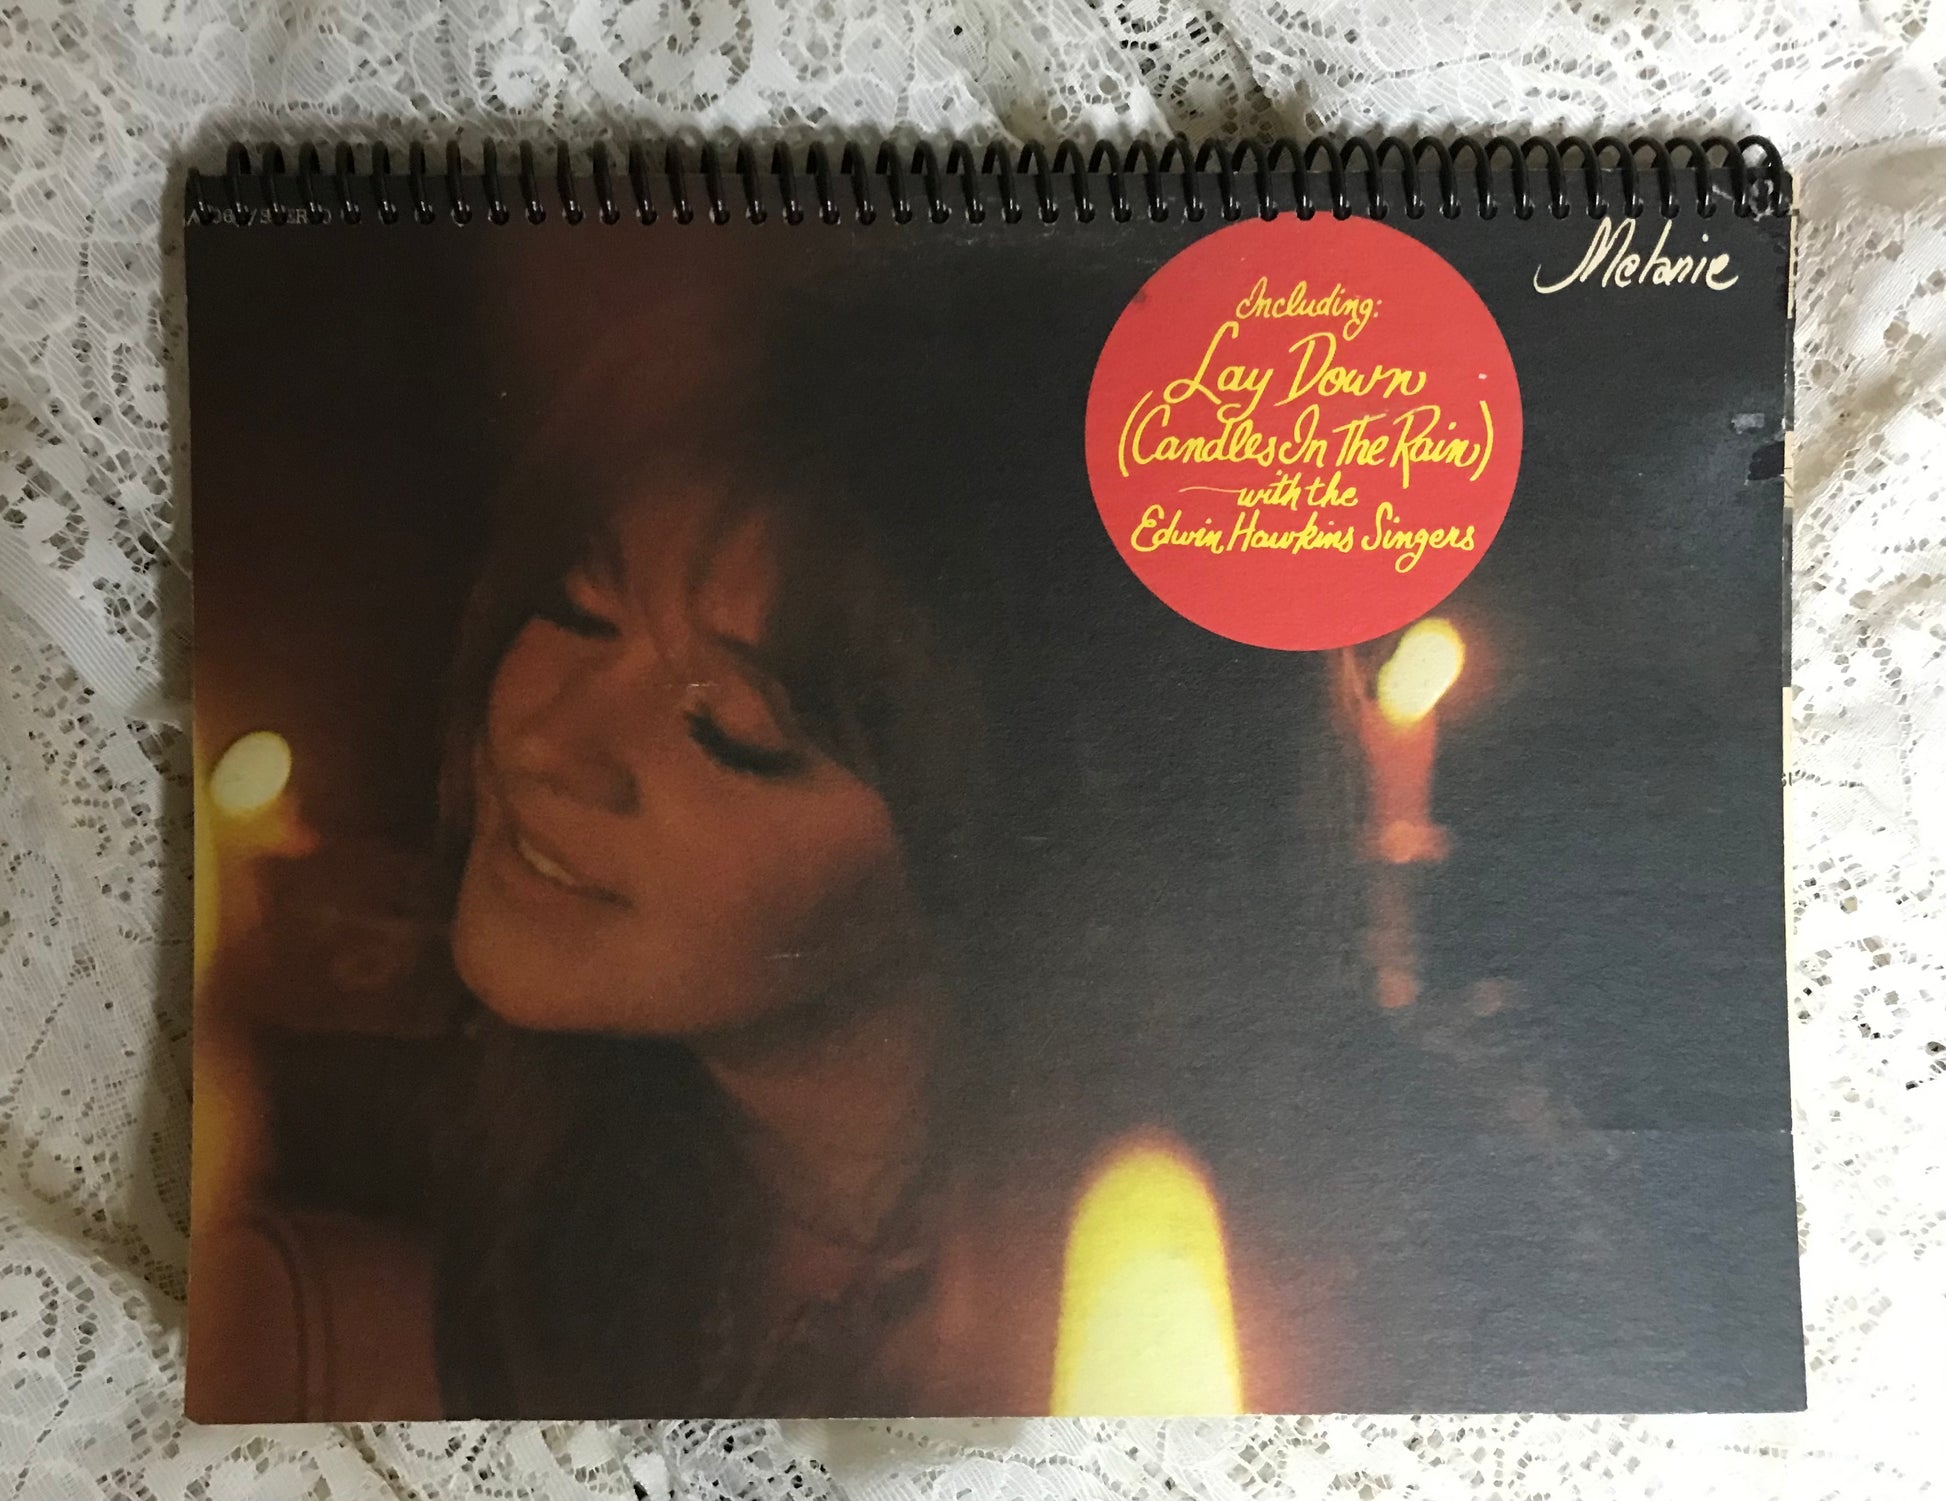 Melanie
Including:
Lay Down
(Candles In The Rain)
with the
Edwin Hawkins Singers